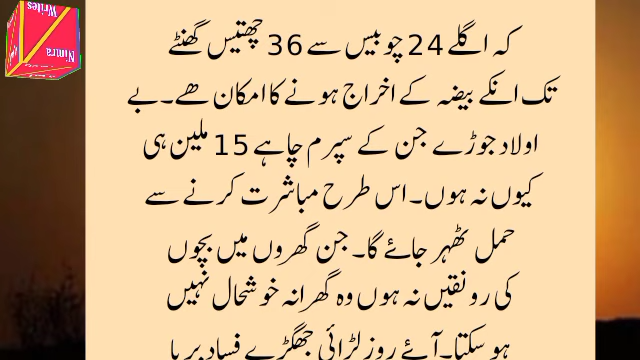 Nimra
Writes
کہ اگلے 24 چوبیس سے 36 چھتیس گھنٹے
تک انکے بیضہ کے اخراج ہونے کا امکان ھے۔بے
اولاد جوڑے جن کے سپرم چاہے 15 ملین ہی
کیوں نہ ہوں۔اس طرح مباشرت کرنے سے
حمل ٹھہر جائے گا۔جن گھروں میں بچوں
کی رونقیں نہ ہوں وہ گھرانہ خوشحال نہیں
ہو سکتا۔آئے روز لڑائی جھگڑے فساد برپا